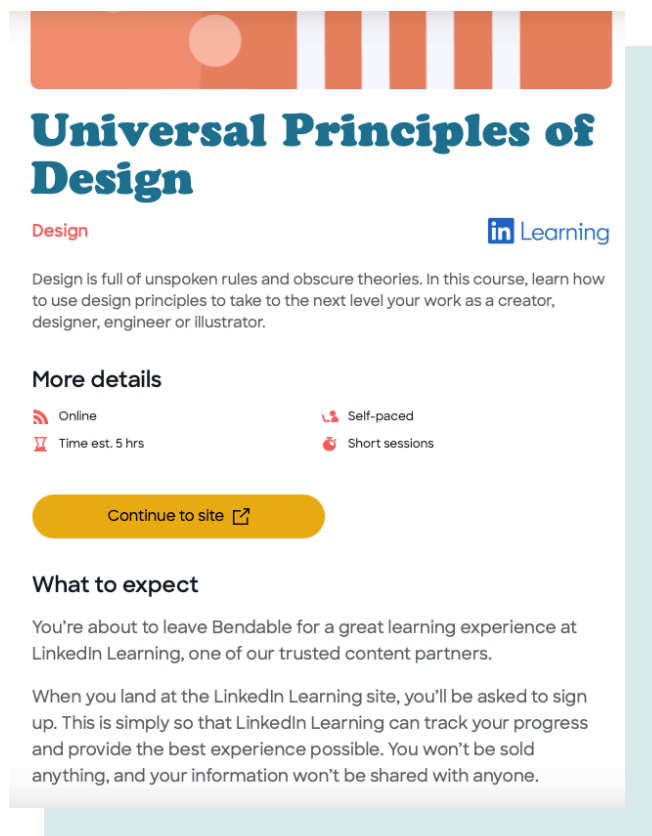 Universal Principles of
Design
Design
in Learning
Design is full of unspoken rules and obscure theories. In this course, learn how
to use design principles to take to the next level your work as a creator,
designer, engineer or illustrator.
More details
Online
Self-paced
Time est. 5 hrs
Short sessions
Continue to site
What to expect
You’re about to leave Bendable for a great learning experience at
LinkedIn Learning, one of our trusted content partners.
When you land at the LinkedIn Learning site, you’ll be asked to sign
up. This is simply so that LinkedIn Learning can track your progress
and provide the best experience possible. You won’t be sold
anything, and your information won’t be shared with anyone.